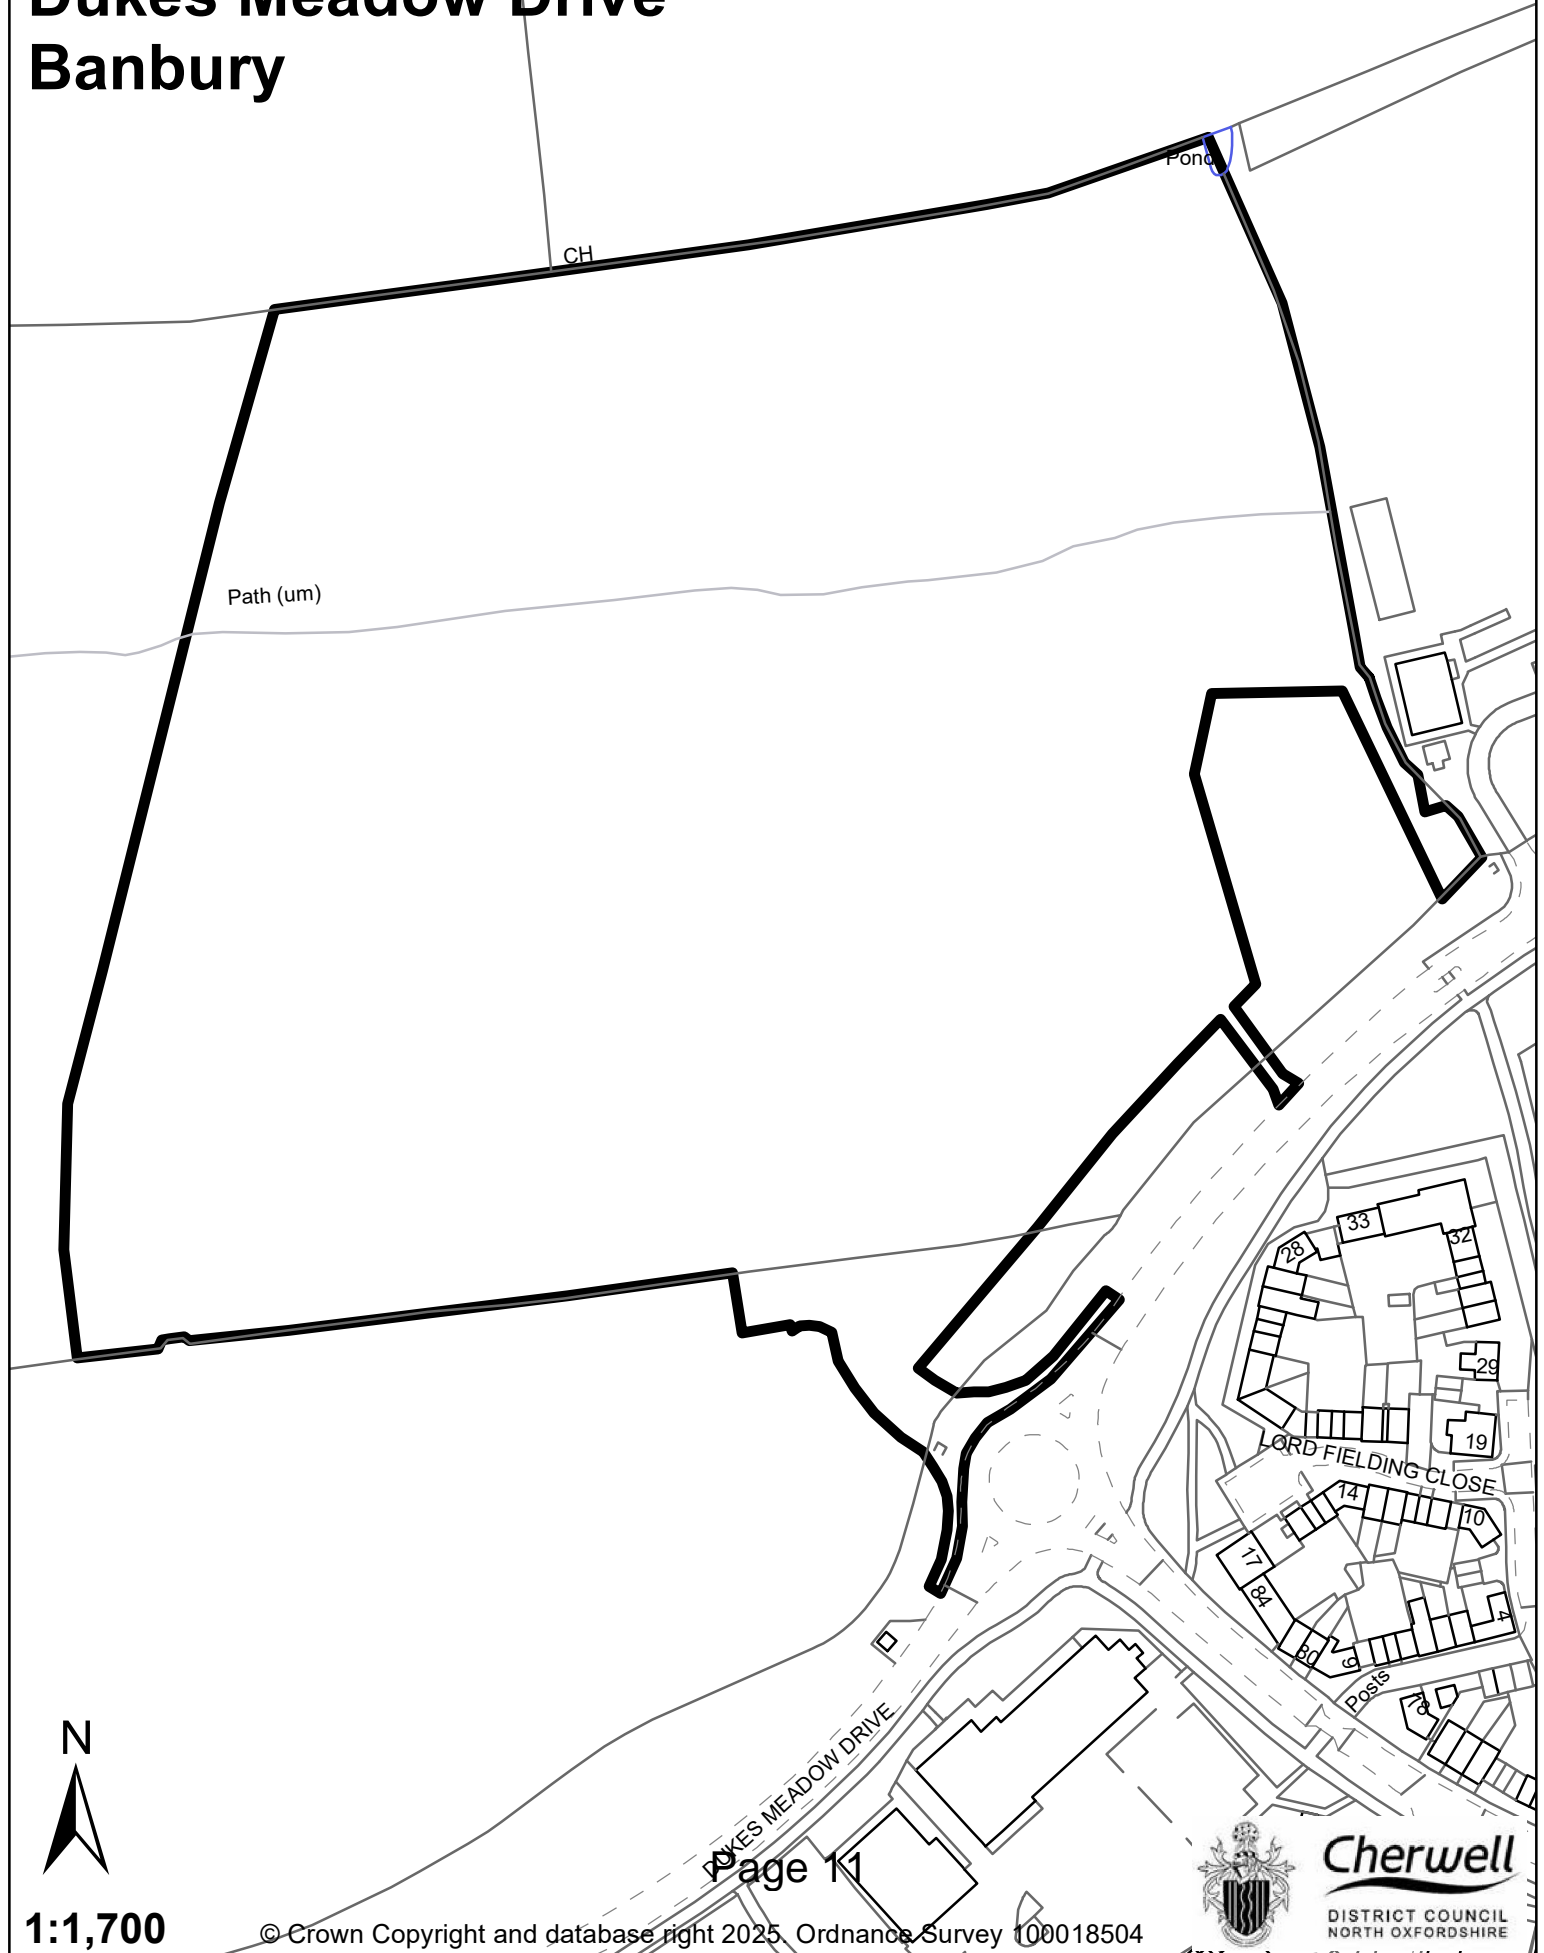 Dukes Meadow Drive
Banbury
Pond
CH
Path (um)
33
32
28
29
19
LORD FIELDING CLOSE
14
10
17
84
4
80
9
Posts
78
N
DUKES MEADOW DRIVE
Page 11
Cherwell
DISTRICT COUNCIL
NORTH OXFORDSHIRE
1:1,700
© Crown Copyright and database right 2025. Ordnance Survey 100018504